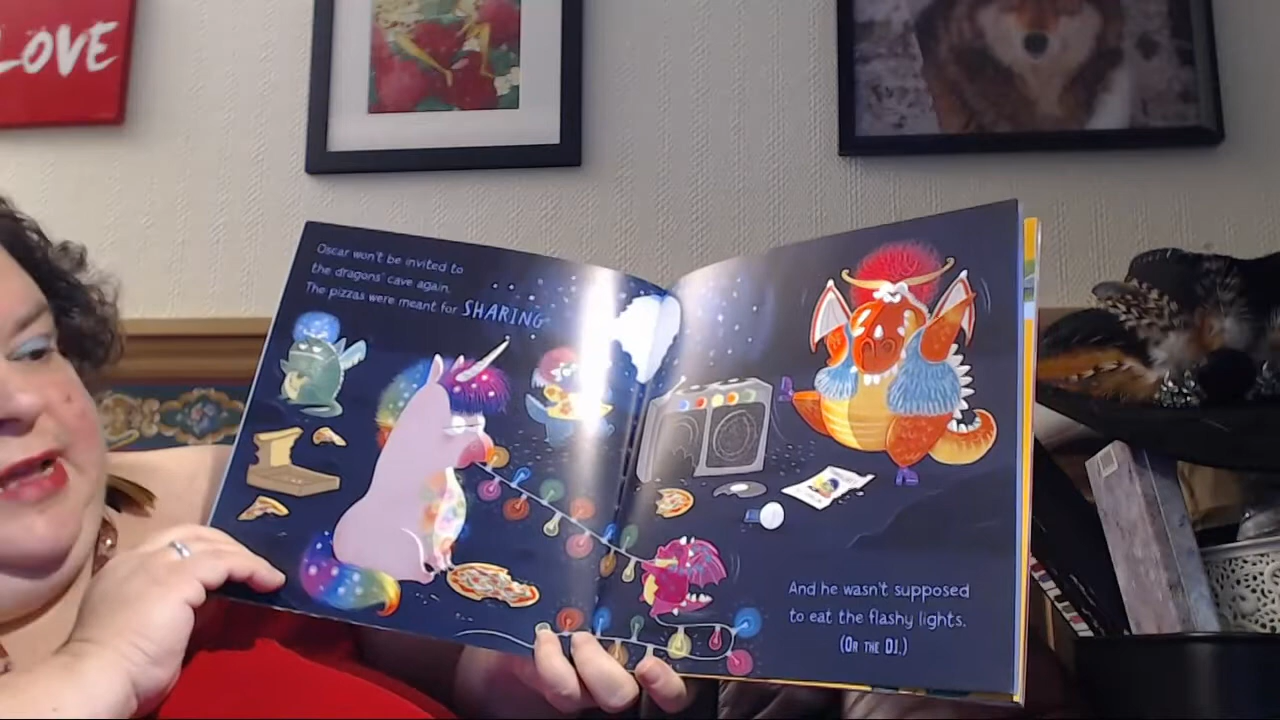 LOVE
Oscar won't be invited to
the dragons' cave again.
The pizzas were meant for SHARING
And he wasn't supposed
to eat the flashy lights.
(OR THE DJ.)